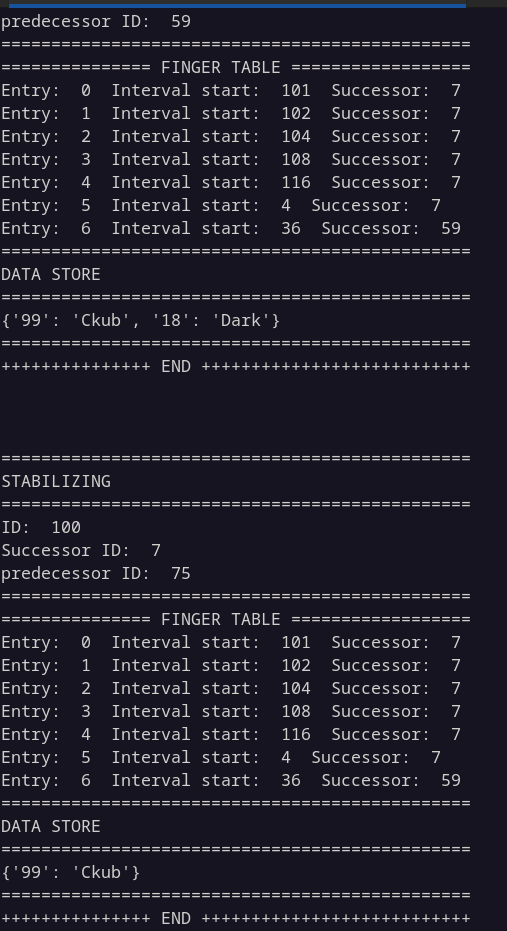 predecessor ID:  59
===============================================
=============== FINGER TABLE ==================
Entry:  0  Interval start:  101  Successor:  7
Entry:  1  Interval start:  102  Successor:  7
Entry:  2  Interval start:  104  Successor:  7
Entry:  3  Interval start:  108  Successor:  7
Entry:  4  Interval start:  116  Successor:  7
Entry:  5  Interval start:  4  Successor:  7
Entry:  6  Interval start:  36  Successor:  59
===============================================
DATA STORE
===============================================
{'99': 'Ckub', '18': 'Dark'}
===============================================
+++++++++++++++ END +++++++++++++++++++++++++++
===============================================
STABILIZING
===============================================
ID:  100
Successor ID:  7
predecessor ID:  75
===============================================
=============== FINGER TABLE ==================
Entry:  0  Interval start:  101  Successor:  7
Entry:  1  Interval start:  102  Successor:  7
Entry:  2  Interval start:  104  Successor:  7
Entry:  3  Interval start:  108  Successor:  7
Entry:  4  Interval start:  116  Successor:  7
Entry:  5  Interval start:  4  Successor:  7
Entry:  6  Interval start:  36  Successor:  59
===============================================
DATA STORE
===============================================
{'99': 'Ckub'}
===============================================
+++++++++++++++ END +++++++++++++++++++++++++++